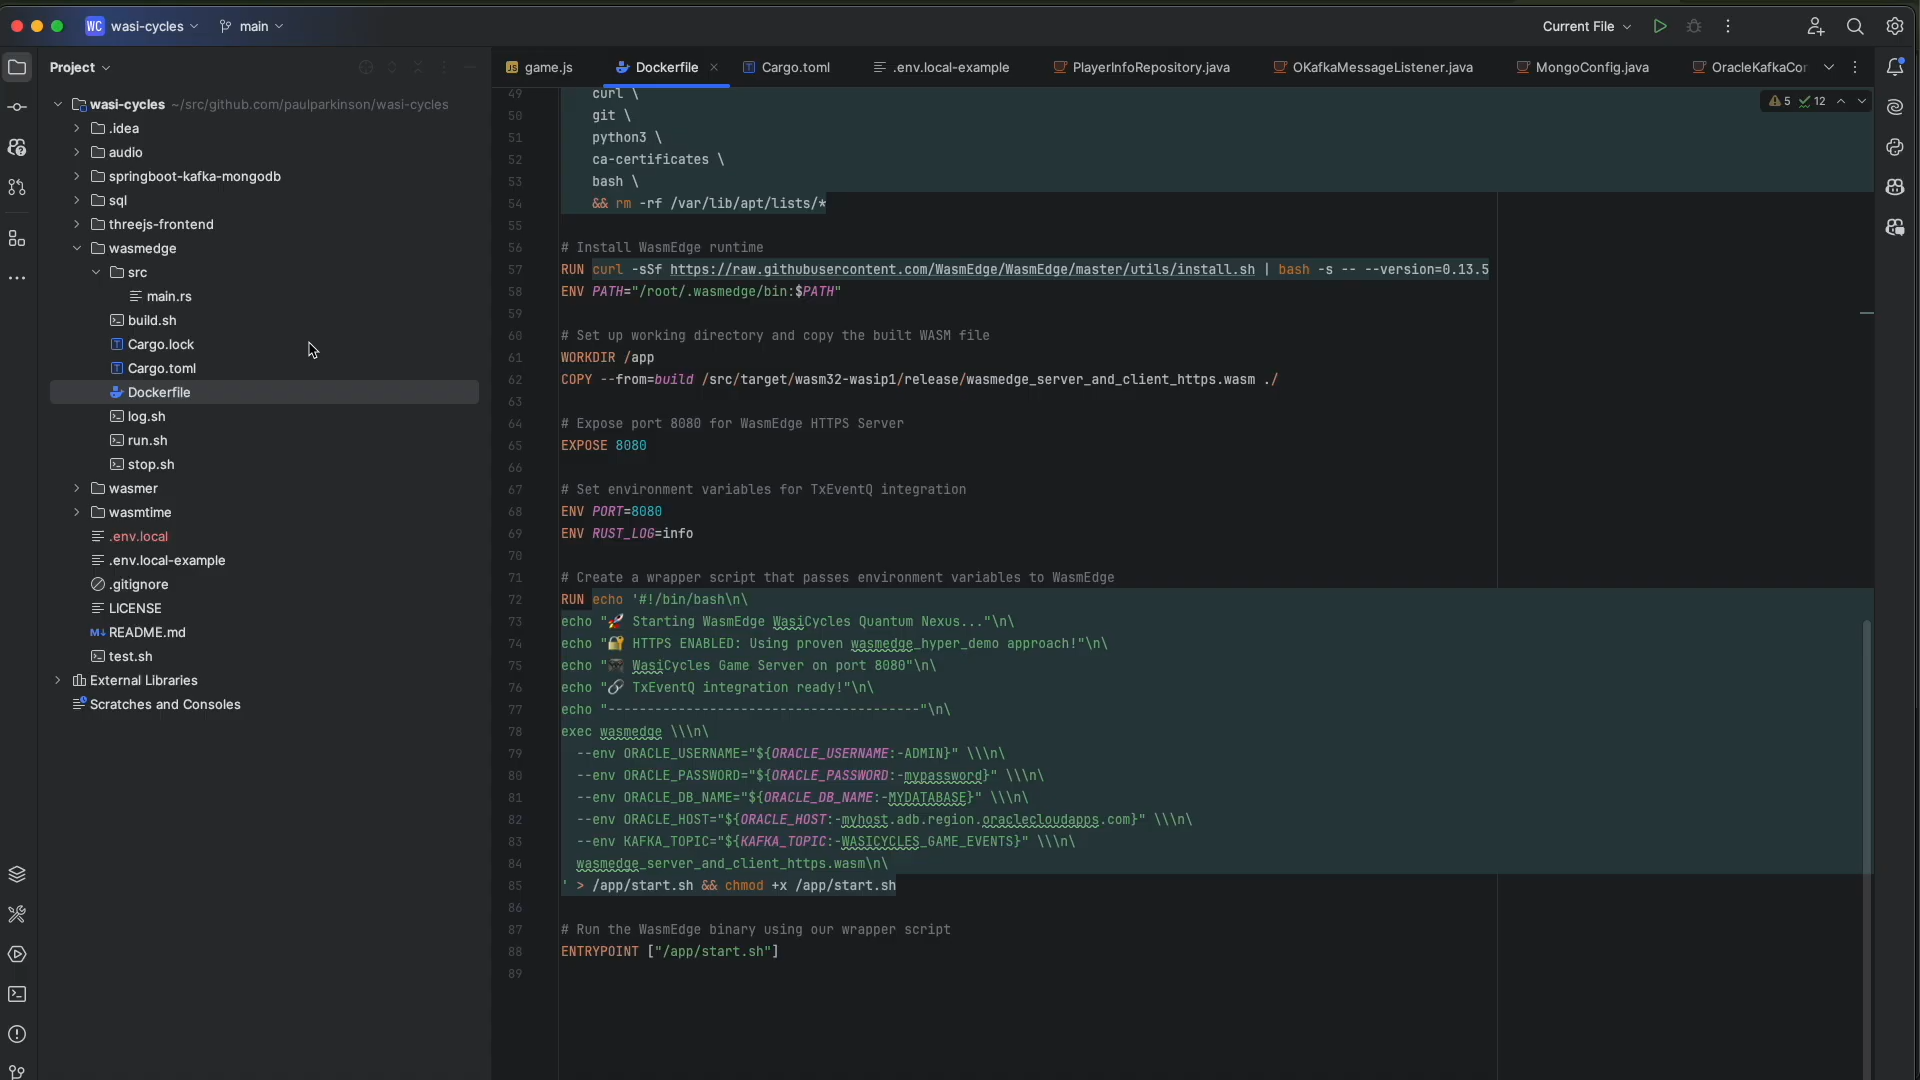 WC wasi-cycles main Current File
Project
wasi-cycles ~/src/github.com/paulparkinson/wasi-cycles
.idea
audio
springboot-kafka-mongodb
sql
threejs-frontend
wasmedge
src
main.rs
build.sh
Cargo.lock
Cargo.toml
Dockerfile
log.sh
run.sh
stop.sh
wasmer
wasmtime
.env.local
.env.local-example
.gitignore
LICENSE
README.md
test.sh
External Libraries
Scratches and Consoles
game.js Dockerfile Cargo.toml .env.local-example PlayerInfoRepository.java OKafkaMessageListener.java MongoConfig.java OracleKafkaCo
5 12
49 curl \
50 git \
51 python3 \
52 ca-certificates \
53 bash \
54 && rm -rf /var/lib/apt/lists/*
55
56 # Install WasmEdge runtime
57 RUN curl -sSf https://raw.githubusercontent.com/WasmEdge/WasmEdge/master/utils/install.sh | bash -s -- --version=0.13.5
58 ENV PATH="/root/.wasmedge/bin:$PATH"
59
60 # Set up working directory and copy the built WASM file
61 WORKDIR /app
62 COPY --from=build /src/target/wasm32-wasip1/release/wasmedge_server_and_client_https.wasm ./
63
64 # Expose port 8080 for WasmEdge HTTPS Server
65 EXPOSE 8080
66
67 # Set environment variables for TxEventQ integration
68 ENV PORT=8080
69 ENV RUST_LOG=info
70
71 # Create a wrapper script that passes environment variables to WasmEdge
72 RUN echo '#!/bin/bash\n\
73 echo "🚀 Starting WasmEdge WasiCycles Quantum Nexus..."\n\
74 echo "🔐 HTTPS ENABLED: Using proven wasmedge_hyper_demo approach!"\n\
75 echo "🎮 WasiCycles Game Server on port 8080"\n\
76 echo "🔗 TxEventQ integration ready!"\n\
77 echo "----------------------------------------"\n\
78 exec wasmedge \\\n\
79 --env ORACLE_USERNAME="${ORACLE_USERNAME:-ADMIN}" \\\n\
80 --env ORACLE_PASSWORD="${ORACLE_PASSWORD:-mypassword}" \\\n\
81 --env ORACLE_DB_NAME="${ORACLE_DB_NAME:-MYDATABASE}" \\\n\
82 --env ORACLE_HOST="${ORACLE_HOST:-myhost.adb.region.oraclecloudapps.com}" \\\n\
83 --env KAFKA_TOPIC="${KAFKA_TOPIC:-WASICYCLES_GAME_EVENTS}" \\\n\
84 wasmedge_server_and_client_https.wasm\n\
85 ' > /app/start.sh && chmod +x /app/start.sh
86
87 # Run the WasmEdge binary using our wrapper script
88 ENTRYPOINT ["/app/start.sh"]
89